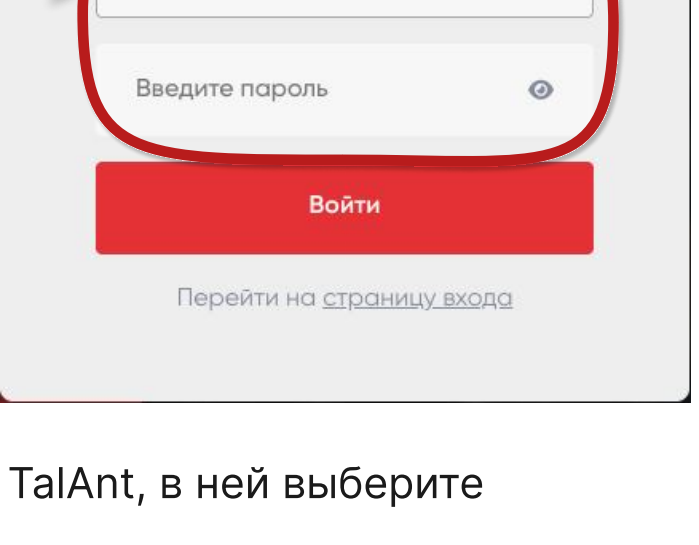 Введите пароль
Войти
Перейти на страницу входа
TalAnt, в ней выберите